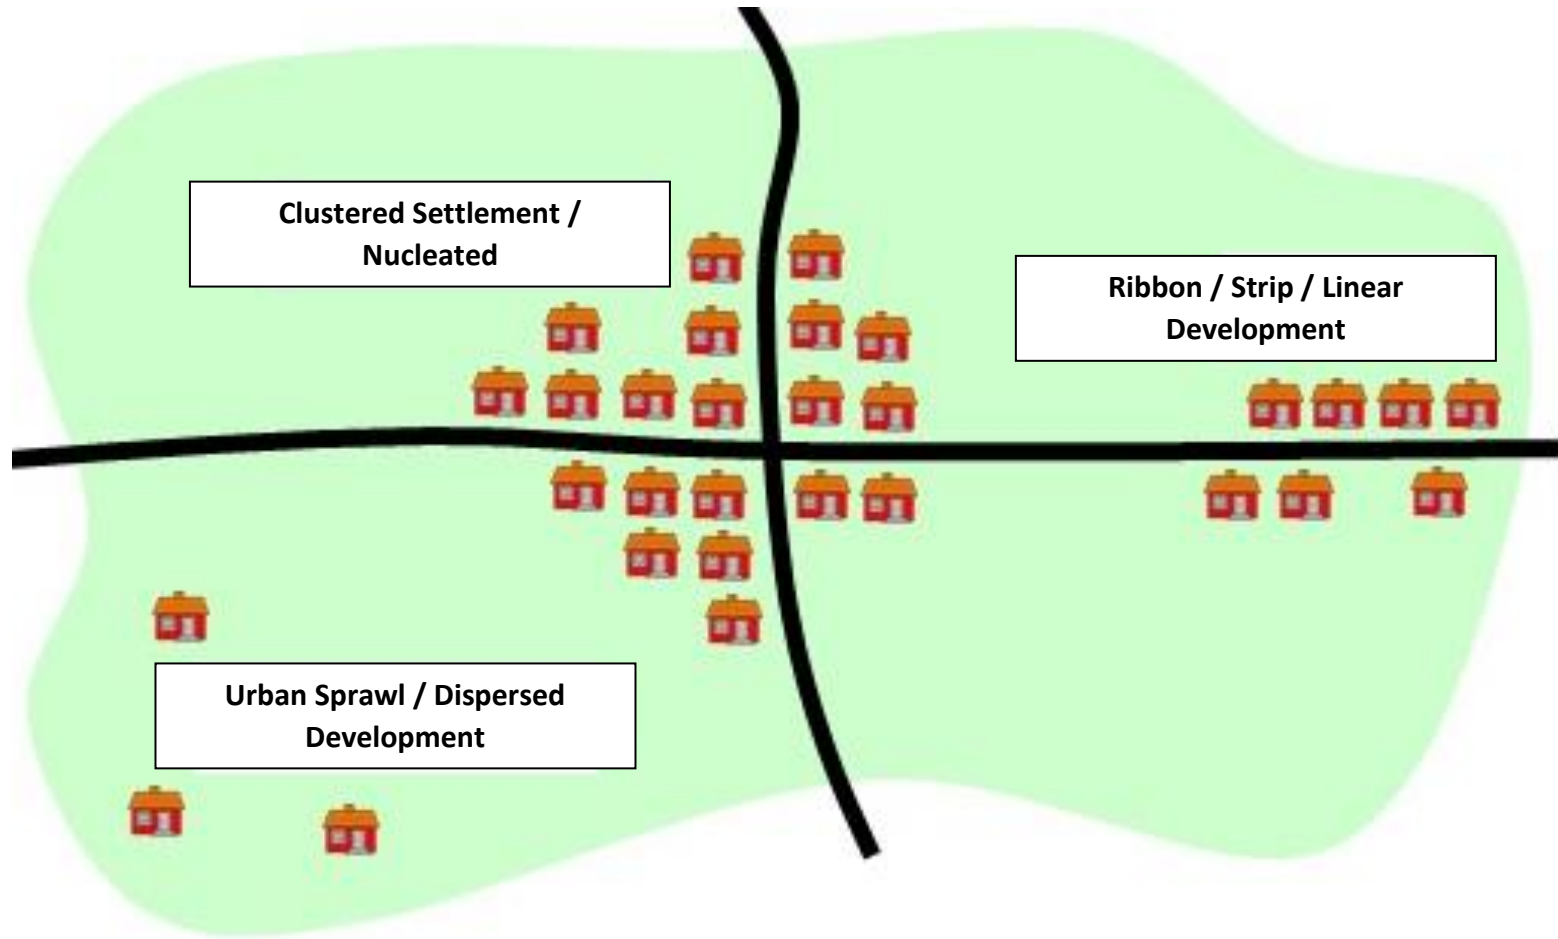 Clustered Settlement /
Nucleated
Ribbon / Strip / Linear
Development
Urban Sprawl / Dispersed
Development